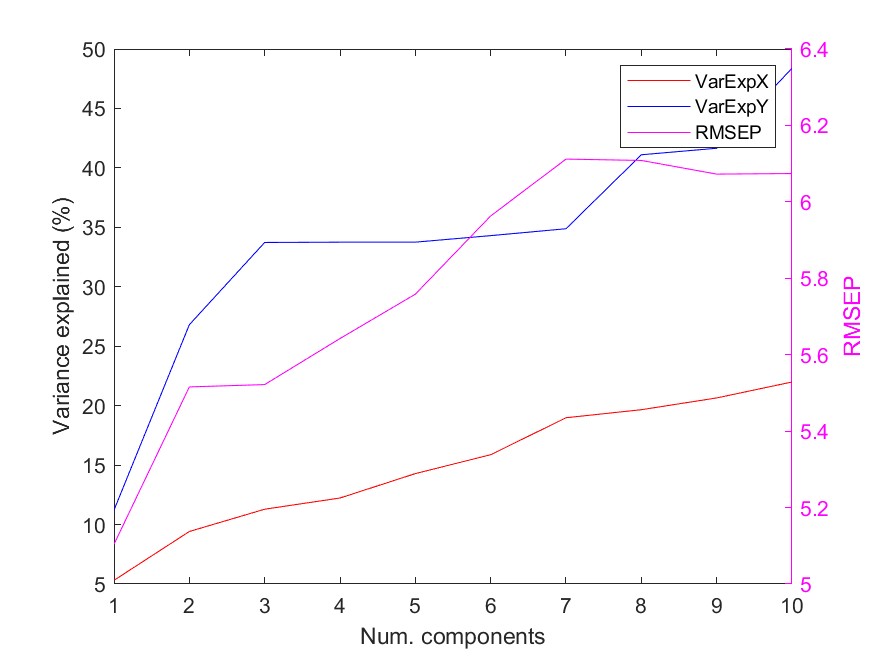 50
45
40
35
30
25
20
15
10
5
Variance explained (%)
VarExpX
VarExpY
RMSEP
6.4
6.2
6
5.8
5.6
5.4
5.2
5
RMSEP
1 2 3 4 5 6 7 8 9 10
Num. components